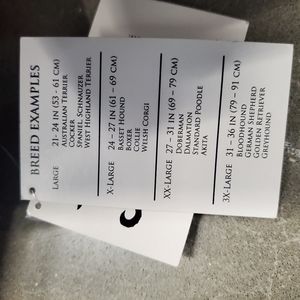 BREED EXAMPLES
LARGE
21 - 24 IN (53 - 61 CM)
AUSTRALIAN TERRIER
COCKER
SPANIEL, SCHNAUZER
WEST HIGHLAND TERRIER
X-LARGE
24 - 27 IN (61 - 69 CM)
BASSET HOUND
BOXER
COLLIE
WELSH CORGI
XX-LARGE
27 - 31 IN (69 - 79 CM)
DOBERMAN
DALMATION
STANDARD POODLE
AKITA
3X-LARGE
31 - 36 IN (79 - 91 CM)
BLOODHOUND
GERMAN SHEPHERD
GOLDEN RETRIEVER
GREYHOUND